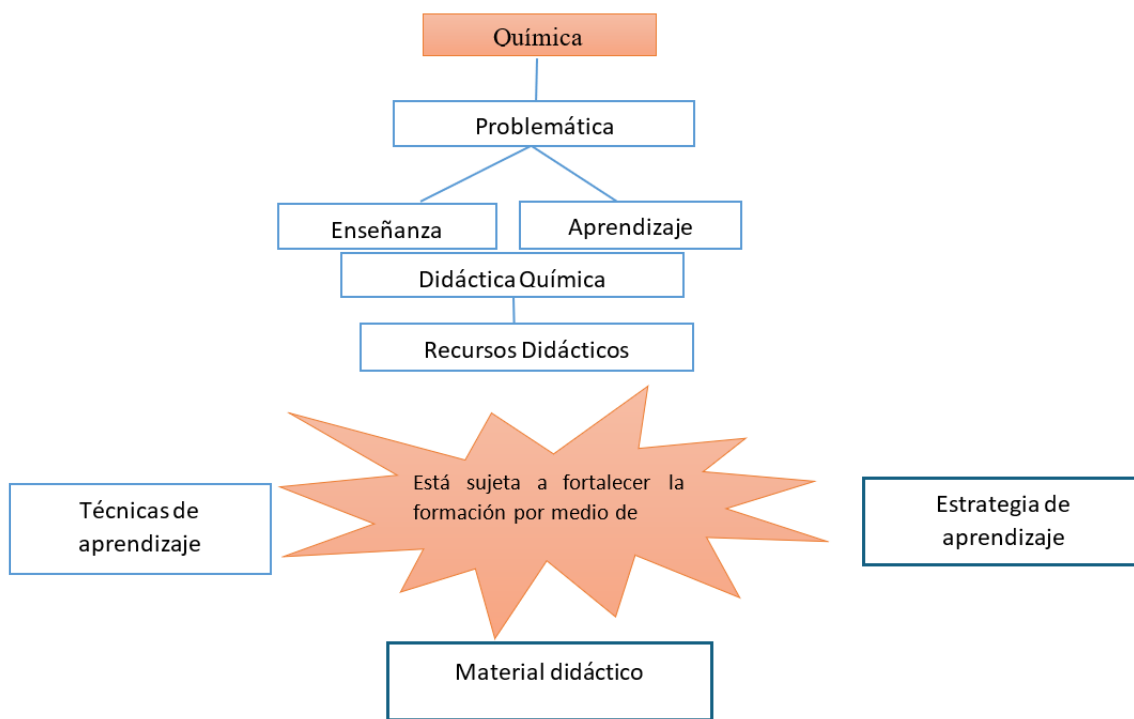 Química
Problemática
Enseñanza
Aprendizaje
Didáctica Química
Recursos Didácticos
Está sujeta a fortalecer la
formación por medio de
Técnicas de
aprendizaje
Estrategia de
aprendizaje
Material didáctico